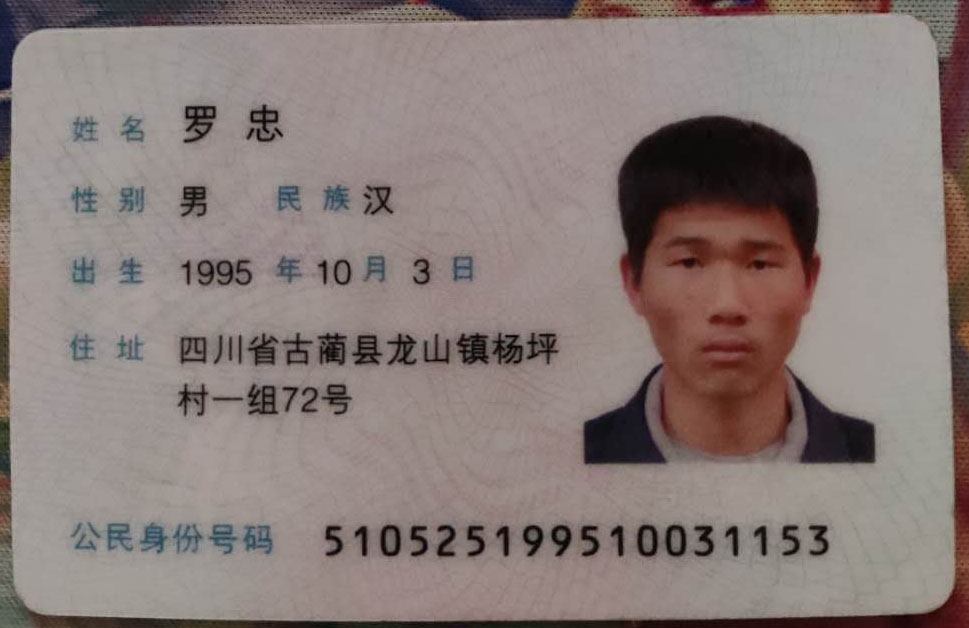 姓名 罗忠
性别 男 民族 汉
出生 1995 年 10 月 3 日
住址 四川省古蔺县龙山镇杨坪
村一组72号
公民身份号码 510525199510031153